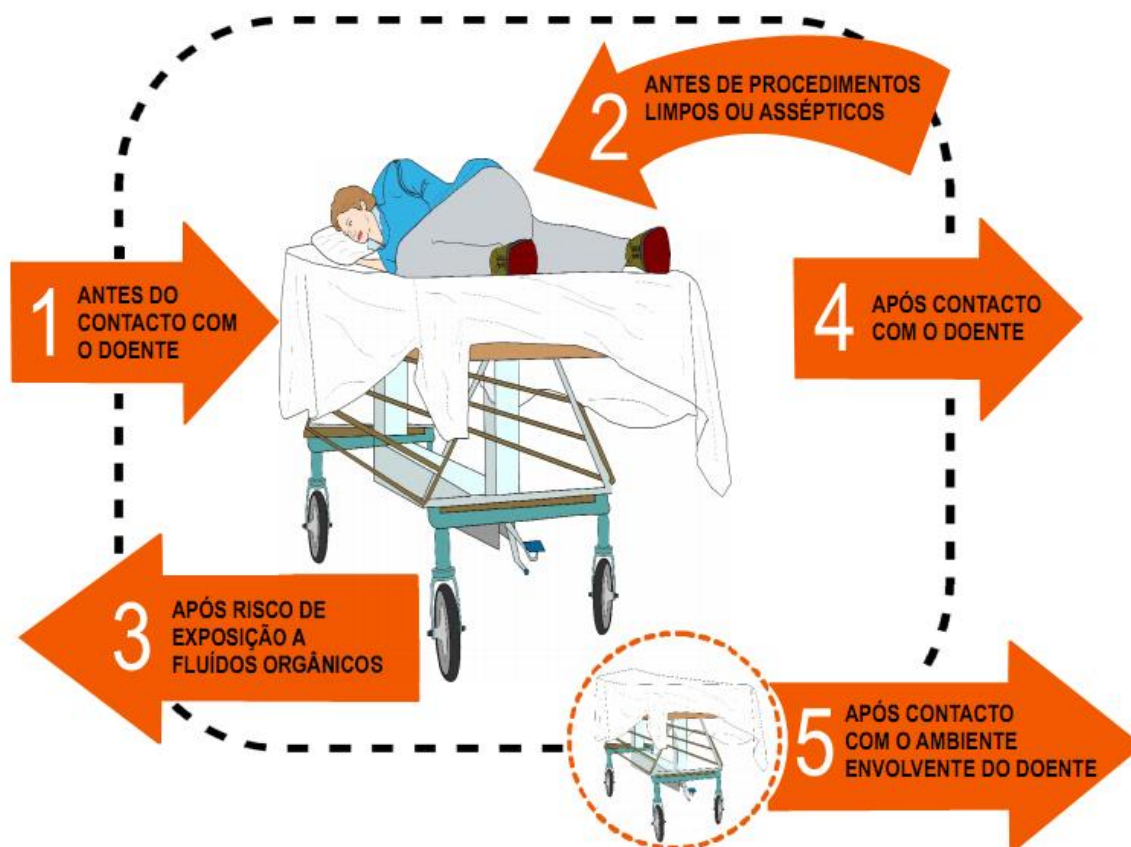 1
ANTES DO
CONTACTO COM
O DOENTE
2
ANTES DE PROCEDIMENTOS
LIMPOS OU ASSÉPTICOS
3
APÓS RISCO DE
EXPOSIÇÃO A
FLUÍDOS ORGÂNICOS
4
APÓS CONTACTO
COM O DOENTE
5
APÓS CONTACTO
COM O AMBIENTE
ENVOLVENTE DO DOENTE